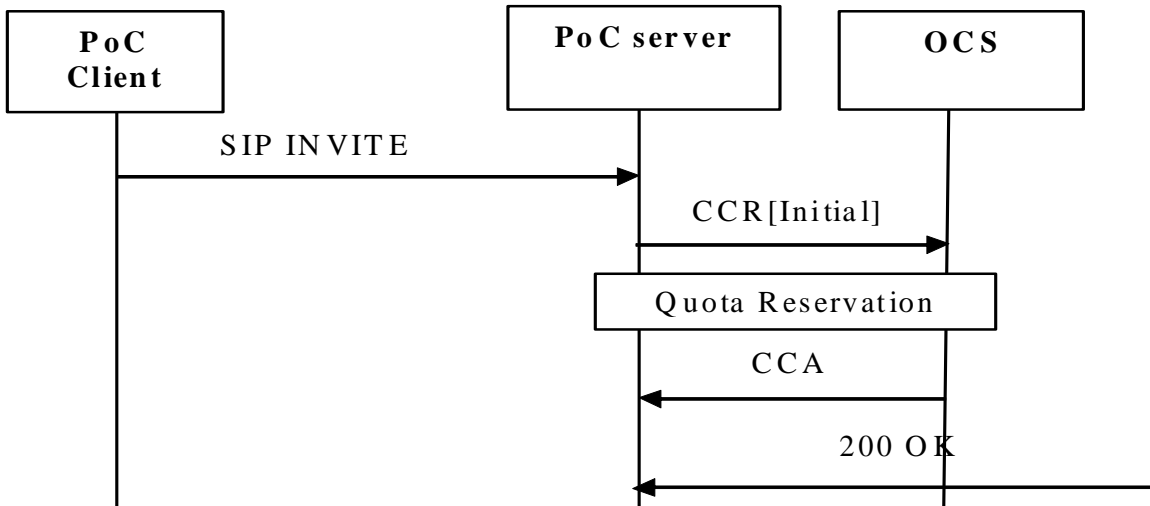 PoC
Client
PoC server
OCS
SIP INVITE
CCR[Initial]
Quota Reservation
CCA
200 OK